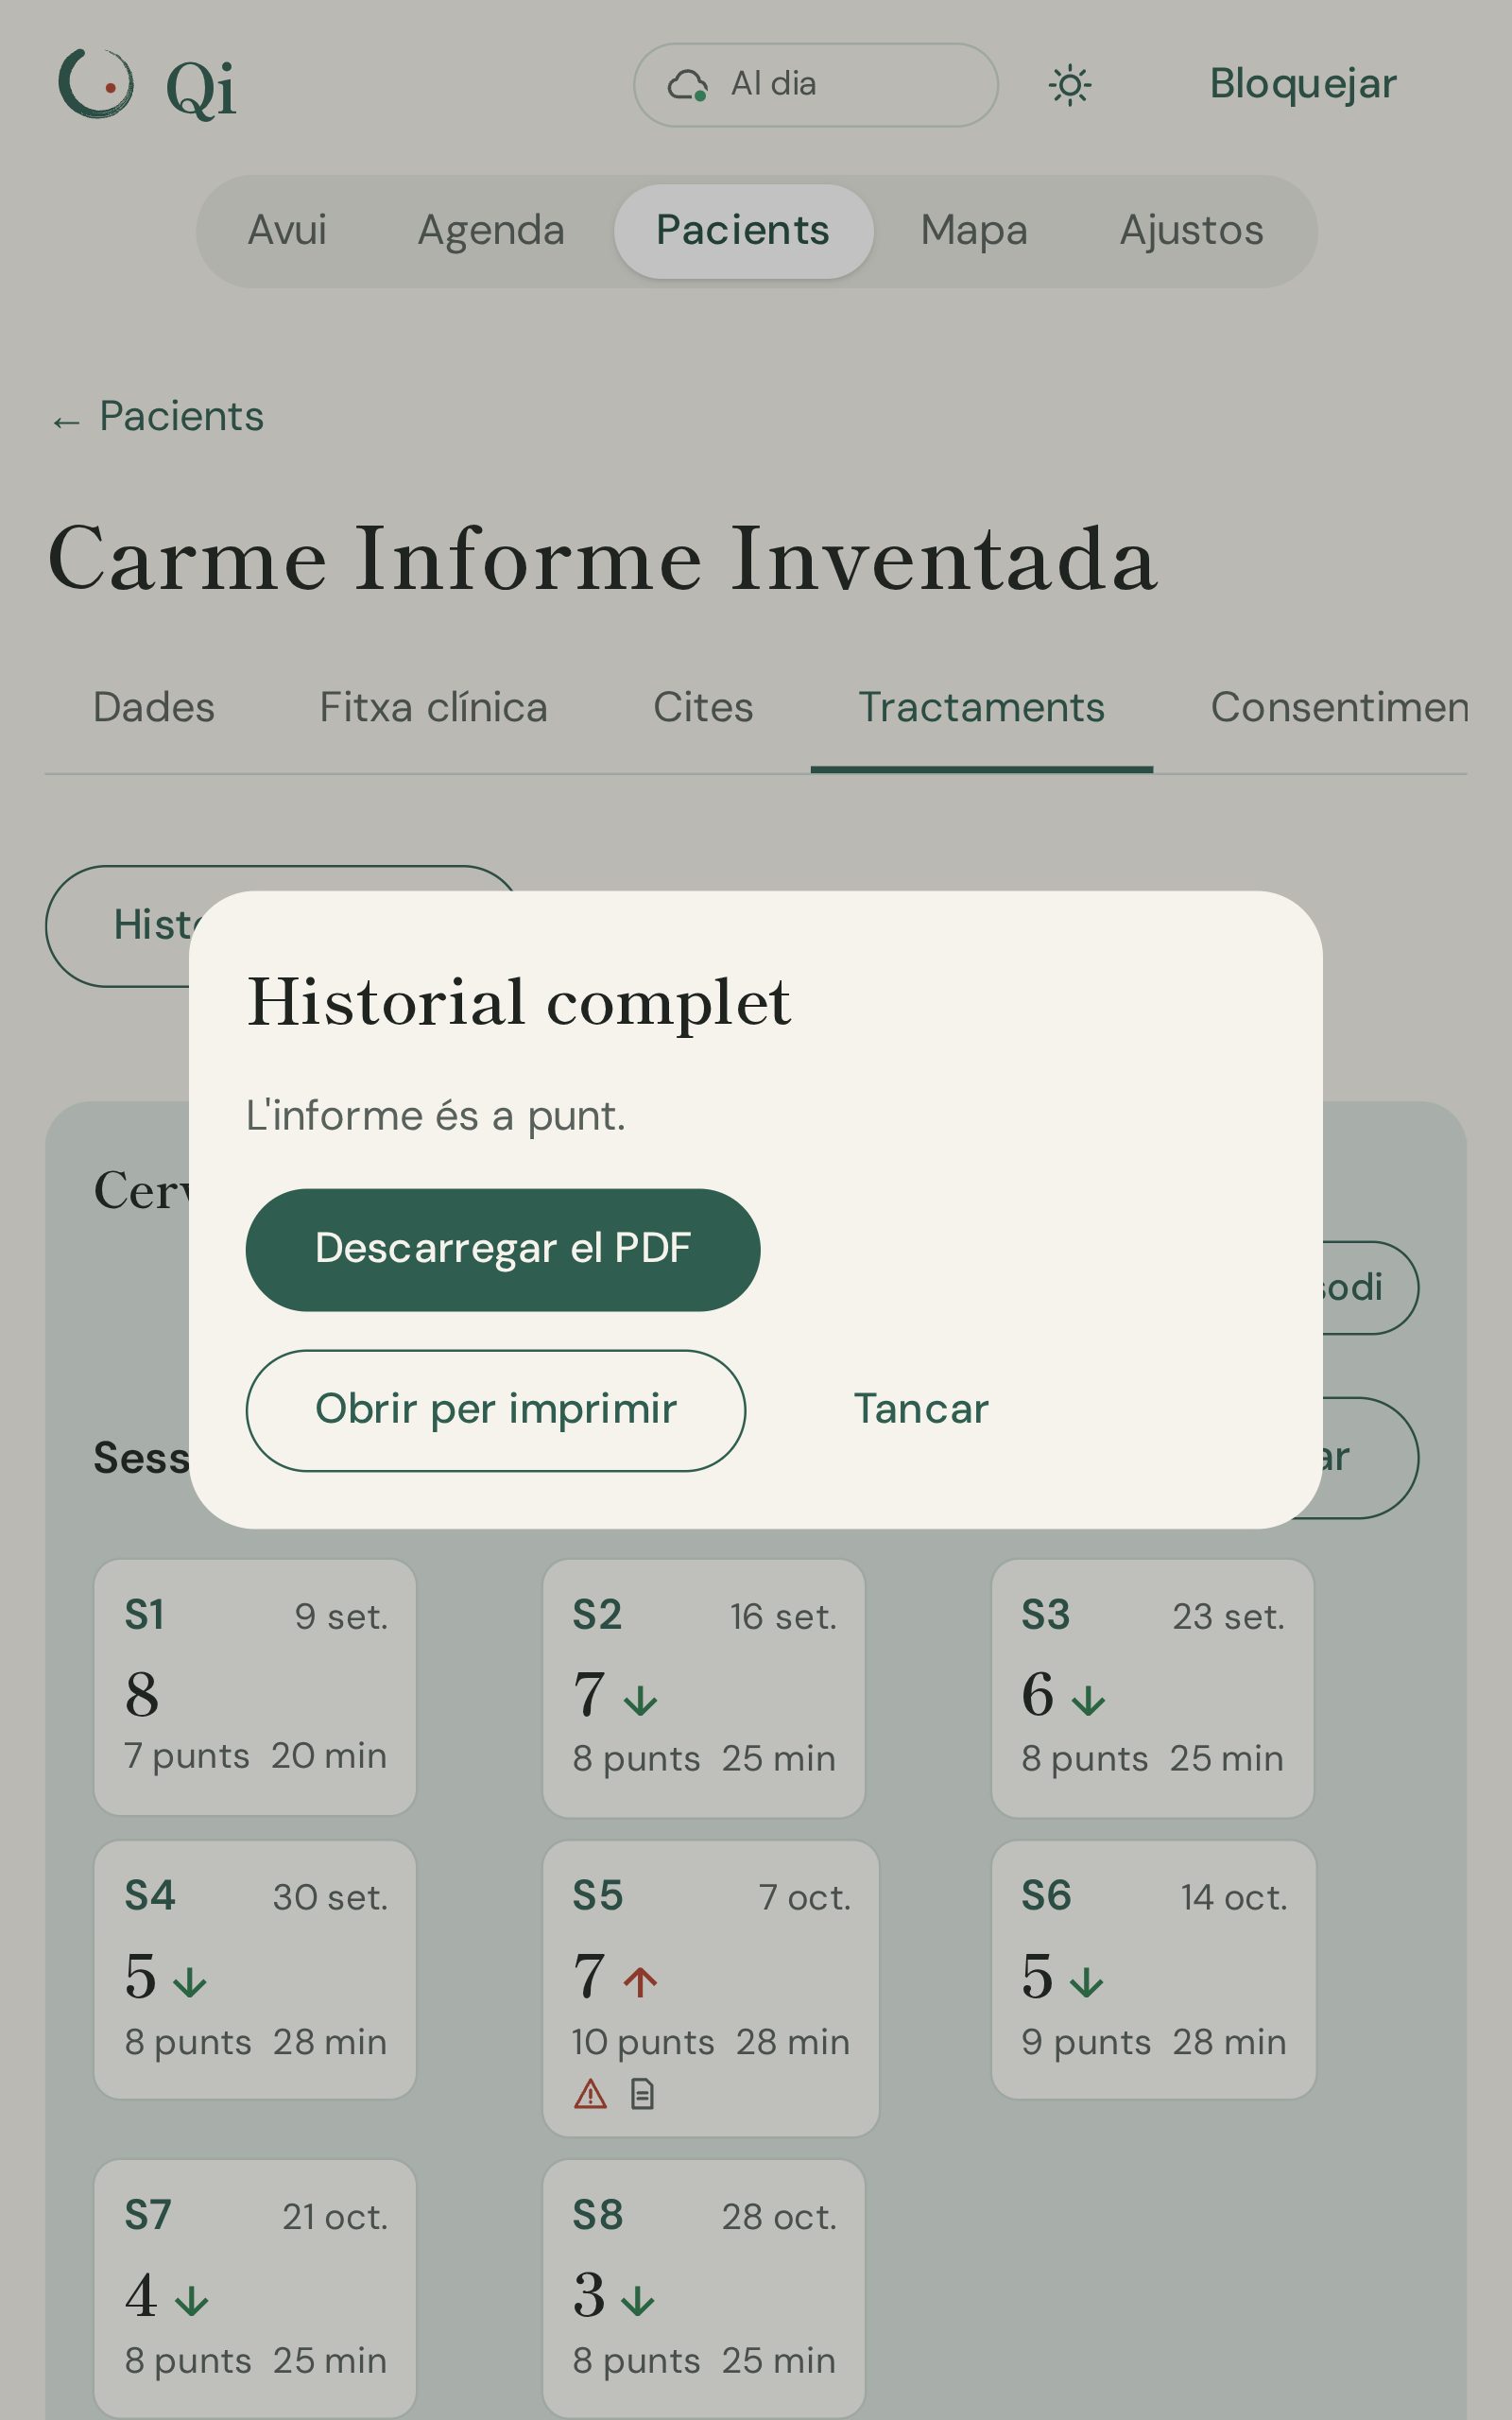 Qi
Al dia
Bloquejar
Avui Agenda Pacients Mapa Ajustos
← Pacients
Carme Informe Inventada
Dades Fitxa clínica Cites Tractaments Consentimen
Historial complet
L'informe és a punt.
Descarregar el PDF
Obrir per imprimir Tancar
S1 9 set.
8
7 punts 20 min
S2 16 set.
7 ↓
8 punts 25 min
S3 23 set.
6 ↓
8 punts 25 min
S4 30 set.
5 ↓
8 punts 28 min
S5 7 oct.
7 ↑
10 punts 28 min
S6 14 oct.
5 ↓
9 punts 28 min
S7 21 oct.
4 ↓
8 punts 25 min
S8 28 oct.
3 ↓
8 punts 25 min